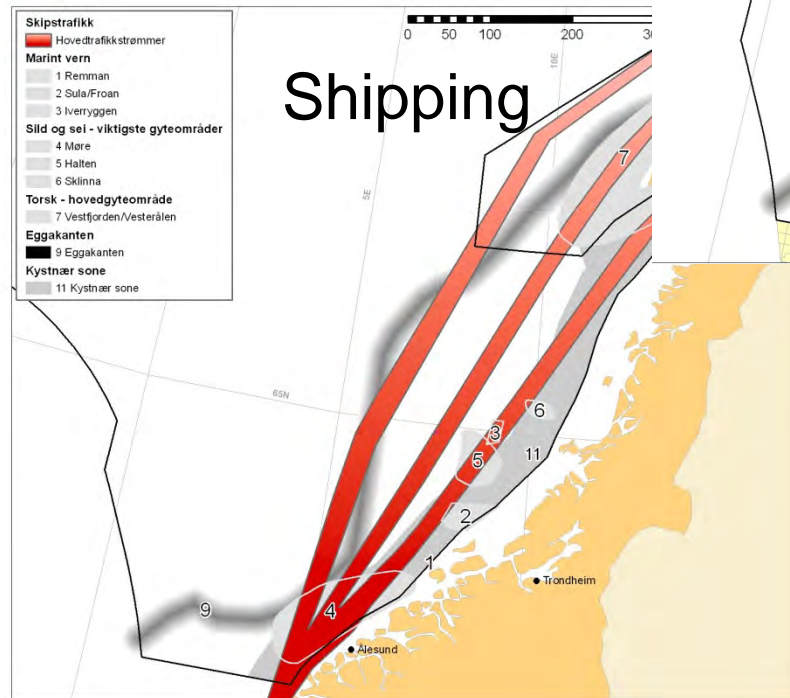 Skipstrafikk
Hovedtrafikkstrømmer
Marint vern
1 Remman
2 Sula/Froan
3 Iverryggen
Sild og sei - viktigste gyteområder
4 Møre
5 Halten
6 Sklinna
Torsk - hovedgyteområde
7 Vestfjorden/Vesterålen
Eggakanten
9 Eggakanten
Kystnær sone
11 Kystnær sone
0 50 100 200
Shipping
10E
5E
65N
7
6
3
5
11
2
1
4
9
Trondheim
Ålesund